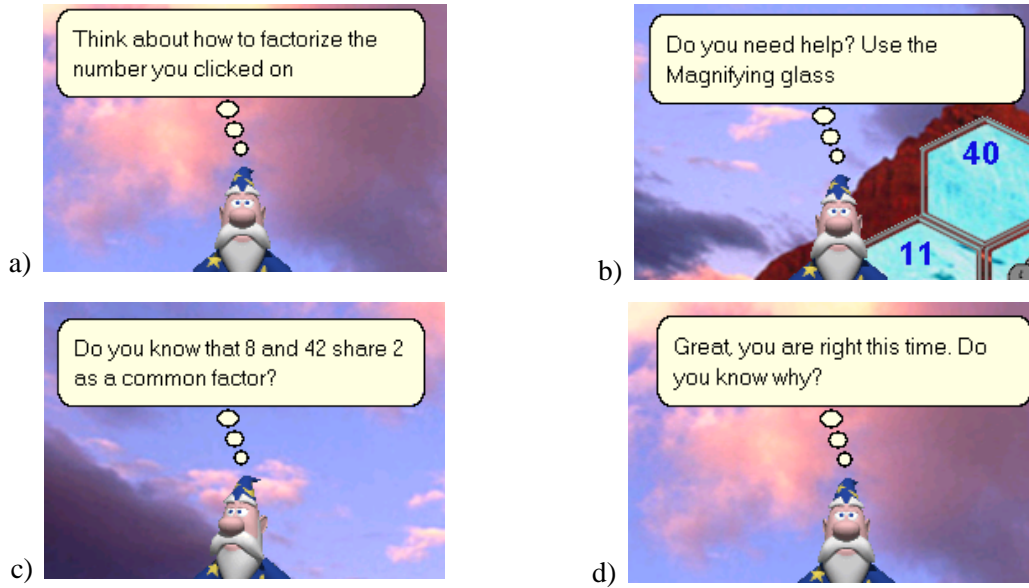 Think about how to factorize the
number you clicked on
a)
Do you need help? Use the
Magnifying glass
40
11
b)
Do you know that 8 and 42 share 2
as a common factor?
c)
Great, you are right this time. Do
you know why?
d)